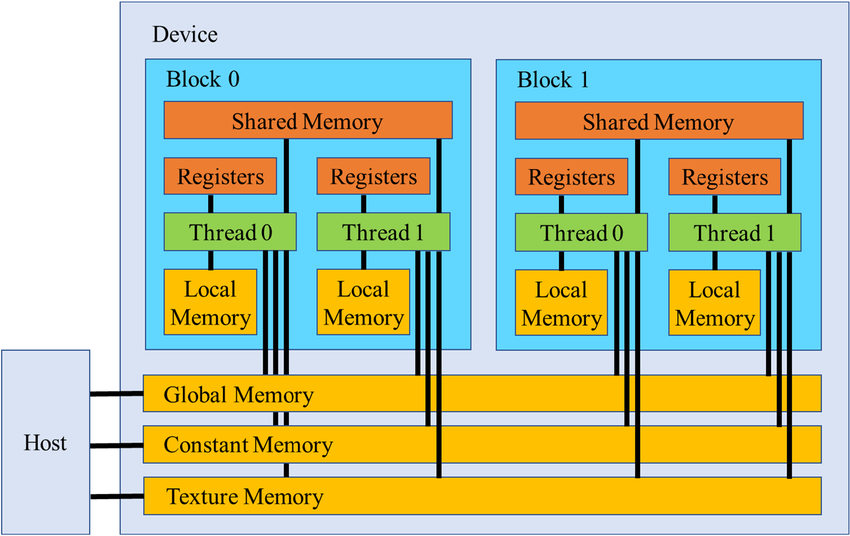 Device
Block 0
Shared Memory
Registers
Registers
Thread 0
Thread 1
Local
Memory
Local
Memory
Block 1
Shared Memory
Registers
Registers
Thread 0
Thread 1
Local
Memory
Local
Memory
Host
Global Memory
Constant Memory
Texture Memory